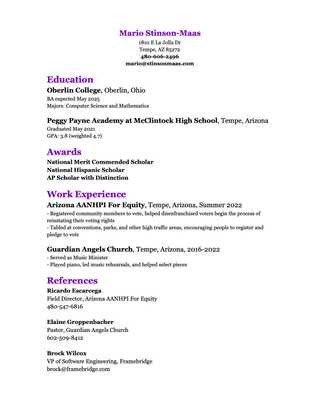 Mario Stinson-Maas
1811 E La Jolla Dr
Tempe, AZ 85272
480-606-2496
mario@stinsonmaas.com
Education
Oberlin College, Oberlin, Ohio
BA expected May 2025
Majors: Computer Science and Mathematics
Peggy Payne Academy at McClintock High School, Tempe, Arizona
Graduated May 2021
GPA: 3.8 (weighted 4.7)
Awards
National Merit Commended Scholar
National Hispanic Scholar
AP Scholar with Distinction
Work Experience
Arizona AANHPI For Equity, Tempe, Arizona, Summer 2022
- Registered community members to vote, helped disenfranchised voters begin the process of
reinstating their voting rights
- Tabled at conventions, parks, and other high traffic areas, encouraging people to register and
pledge to vote
Guardian Angels Church, Tempe, Arizona, 2016-2022
- Served as Music Minister
- Played piano, led music rehearsals, and helped select pieces
References
Ricardo Escarcega
Field Director, Arizona AANHPI For Equity
480-547-6816
Elaine Groppenbacher
Pastor, Guardian Angels Church
602-509-8412
Brock Wilcox
VP of Software Engineering, Framebridge
brock@framebridge.com